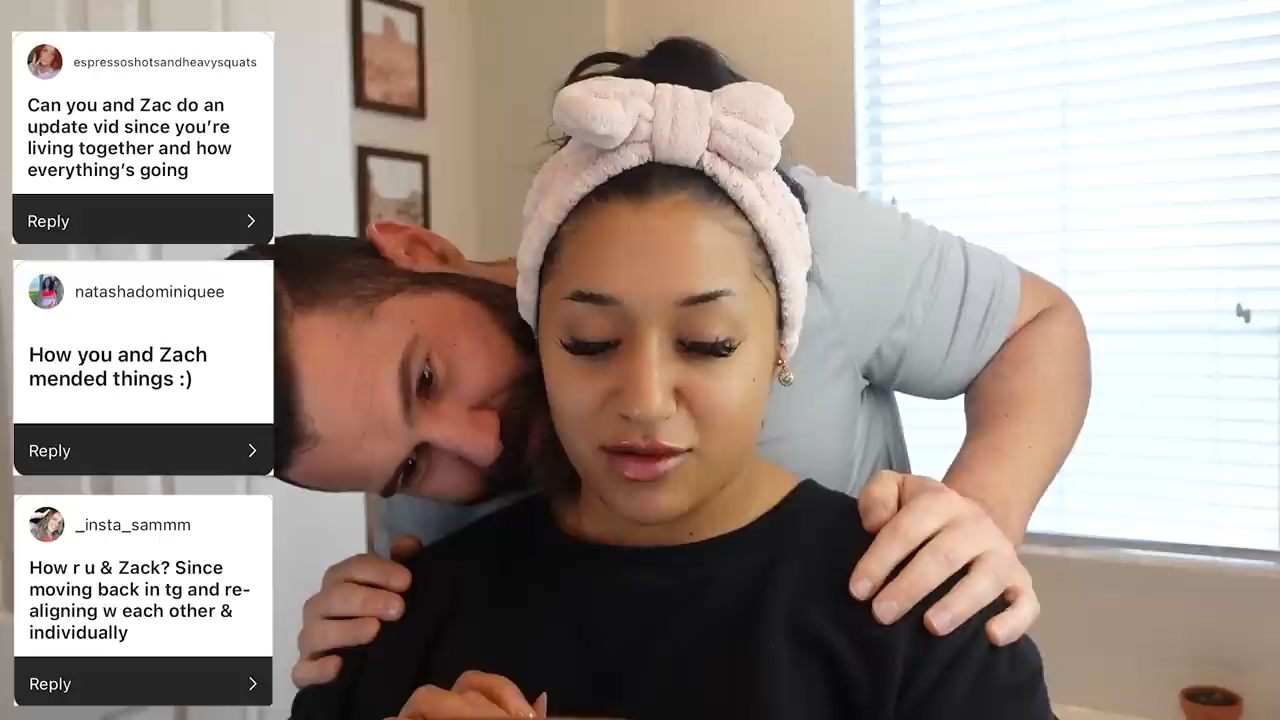 espressoshotsandheavysquats
Can you and Zac do an
update vid since you’re
living together and how
everything’s going
Reply
natashadominiquee
How you and Zach
mended things :)
Reply
_insta_sammm
How r u & Zack? Since
moving back in tg and re-
aligning w each other &
individually
Reply